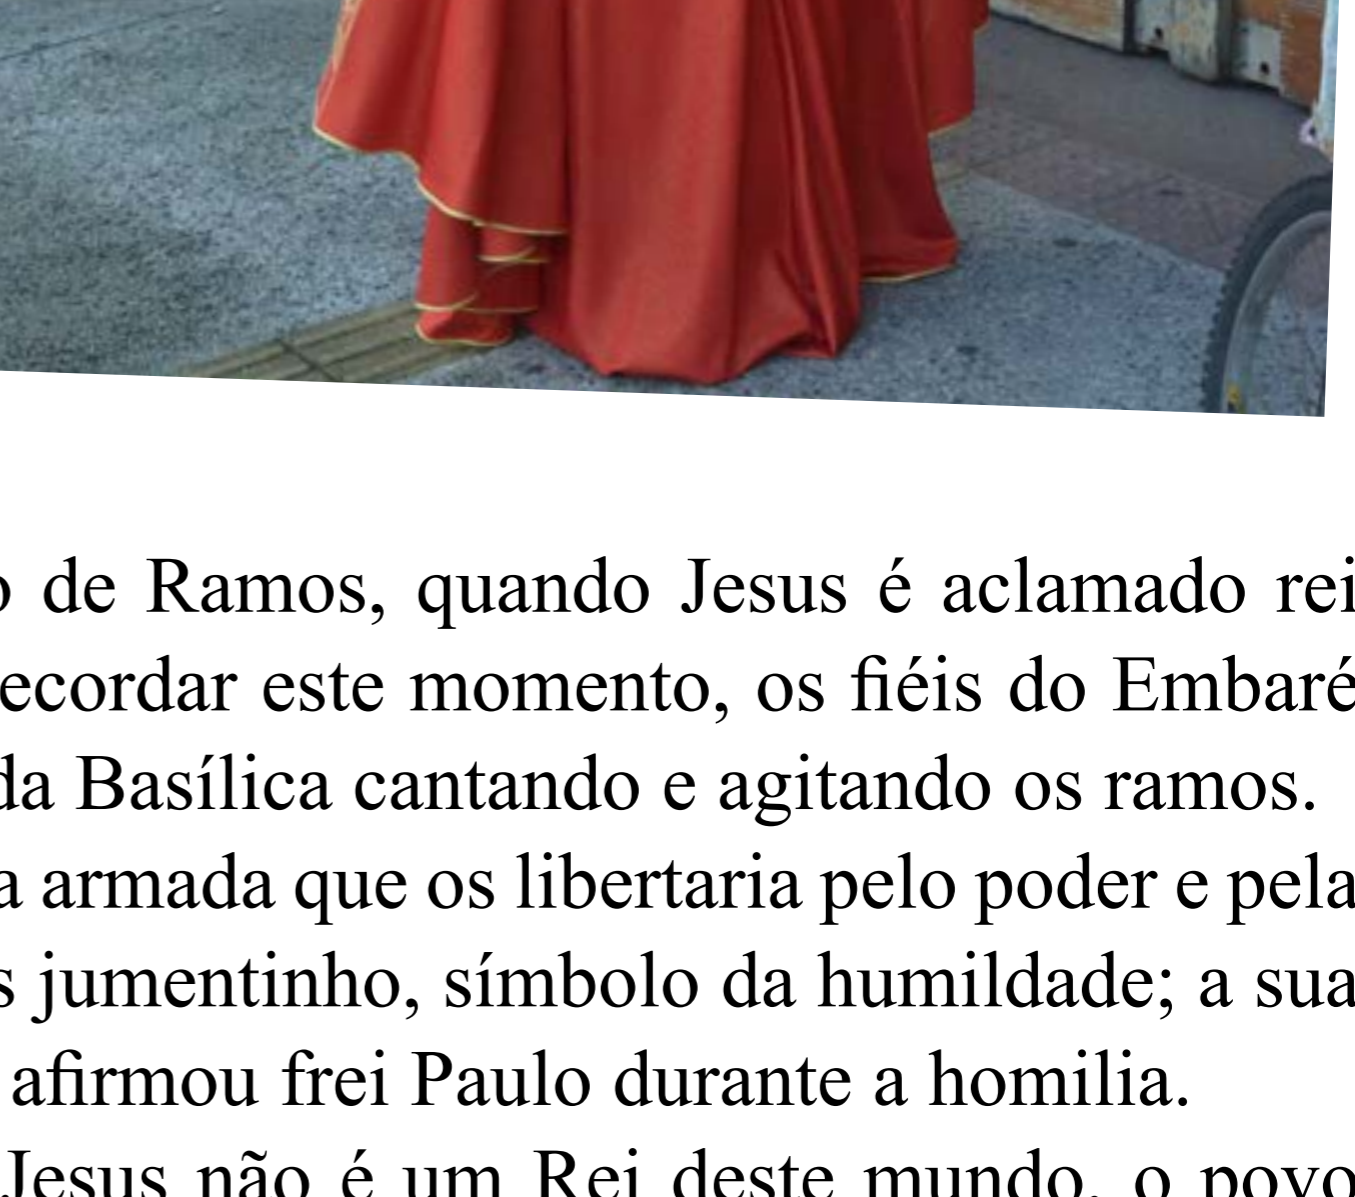 de Ramos, quando Jesus é aclamado rei
ecordar este momento, os fiéis do Embaré
da Basílica cantando e agitando os ramos.
a armada que os libertaria pelo poder e pela
s jumentinho, símbolo da humildade; a sua
afirmou frei Paulo durante a homilia.
Jesus não é um Rei deste mundo, o povo